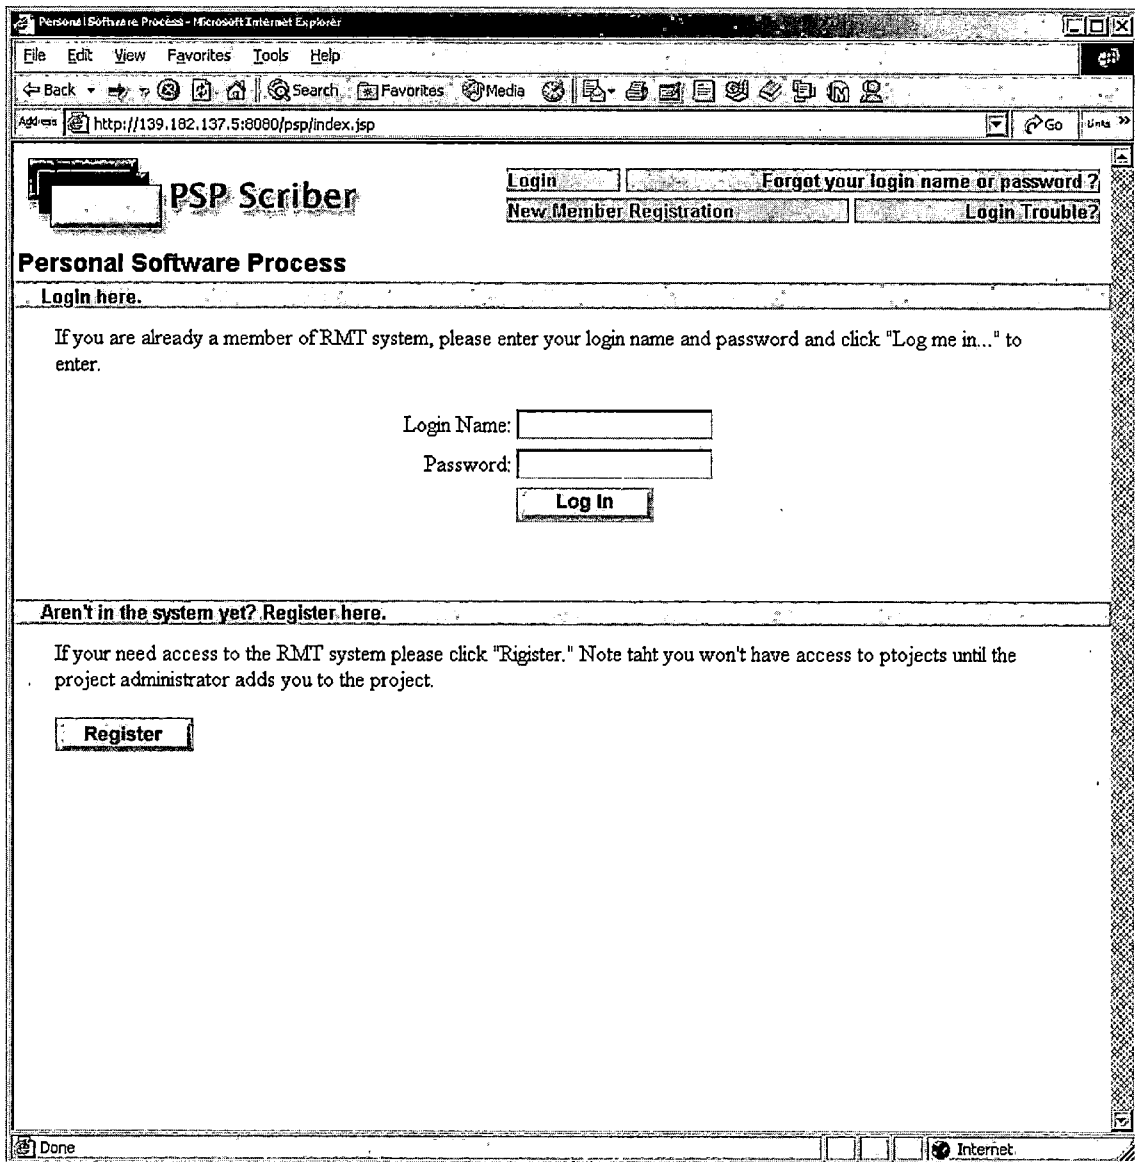 Personal Software Process - Microsoft Internet Explorer
File Edit View Favorites Tools Help
Back Search Favorites Media
Address http://139.182.137.5:8080/psp/index.jsp Go Links
PSP Scriber
Login Forgot your login name or password ?
New Member Registration Login Trouble?
Personal Software Process
Login here.
If you are already a member of RMT system, please enter your login name and password and click "Log me in..." to
enter.
Login Name:
Password:
Log In
Aren't in the system yet? Register here.
If your need access to the RMT system please click "Rigister." Note taht you won't have access to ptojects until the
project administrator adds you to the project.
Register
Done Internet